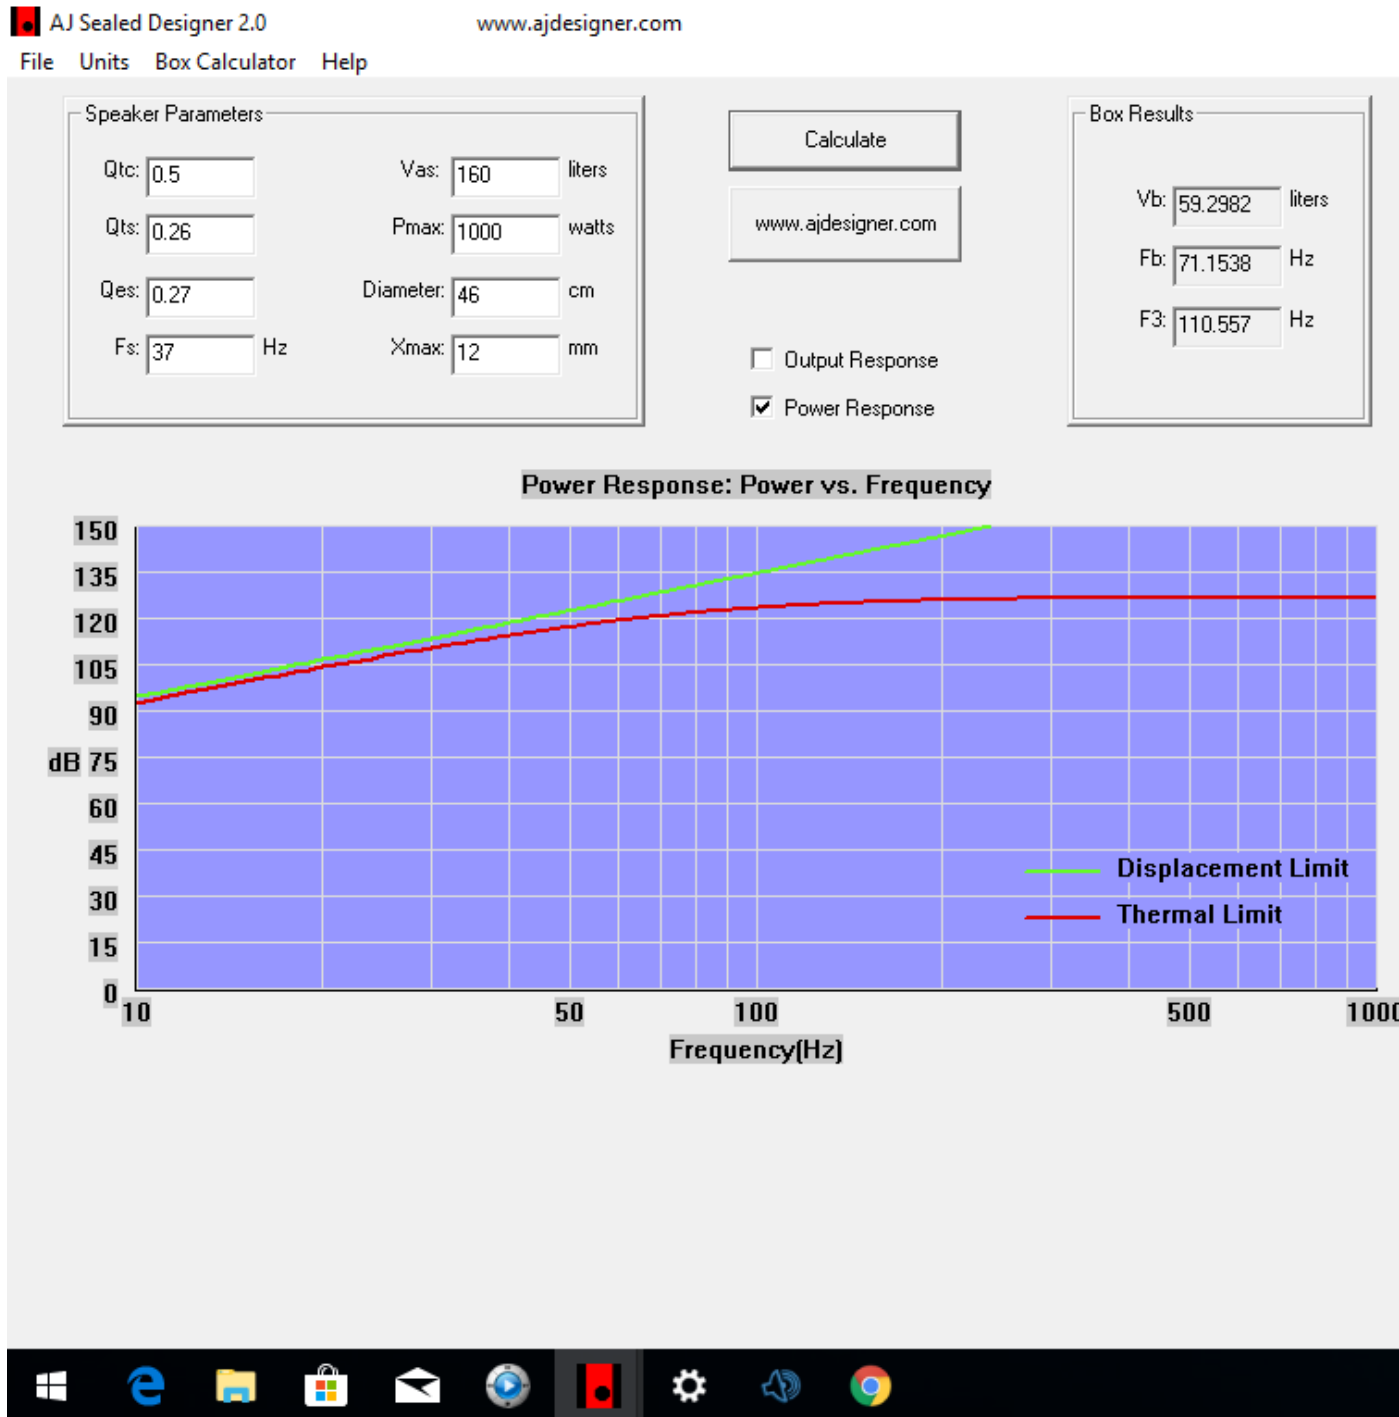 AJ Sealed Designer 2.0 www.ajdesigner.com
File Units Box Calculator Help
Speaker Parameters
Qtc: 0.5 Vas: 160 liters
Qts: 0.26 Pmax: 1000 watts
Qes: 0.27 Diameter: 46 cm
Fs: 37 Hz Xmax: 12 mm
Calculate
www.ajdesigner.com
Output Response
Power Response
Box Results
Vb: 59.2982 liters
Fb: 71.1538 Hz
F3: 110.557 Hz
Power Response: Power vs. Frequency
150
135
120
105
90
dB 75
60
45
30
15
0
Displacement Limit
Thermal Limit
10 50 100 500 1000
Frequency(Hz)